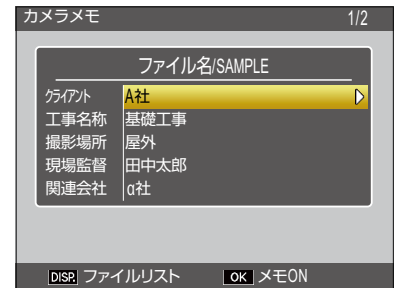 カメラメモ 1/2
ファイル名/SAMPLE
クライアント A社
工事名称 基礎工事
撮影場所 屋外
現場監督 田中太郎
関連会社 α社
DISP. ファイルリスト OK メモON